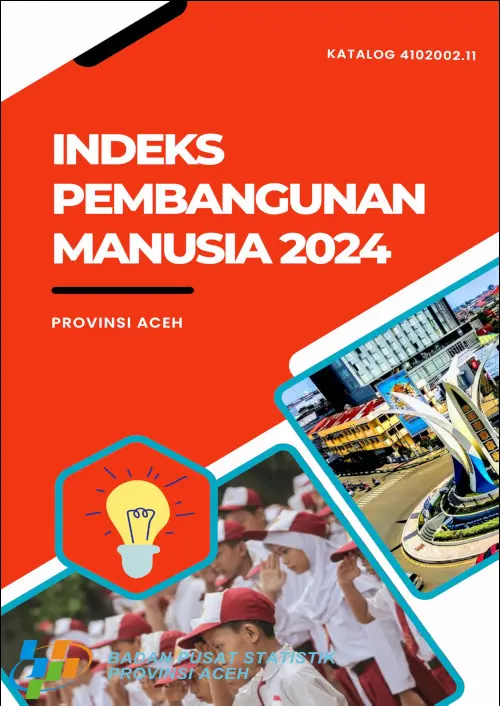 KATALOG 4102002.11
INDEKS
PEMBANGUNAN
MANUSIA 2024
PROVINSI ACEH
BADAN PUSAT STATISTIK
PROVINSI ACEH